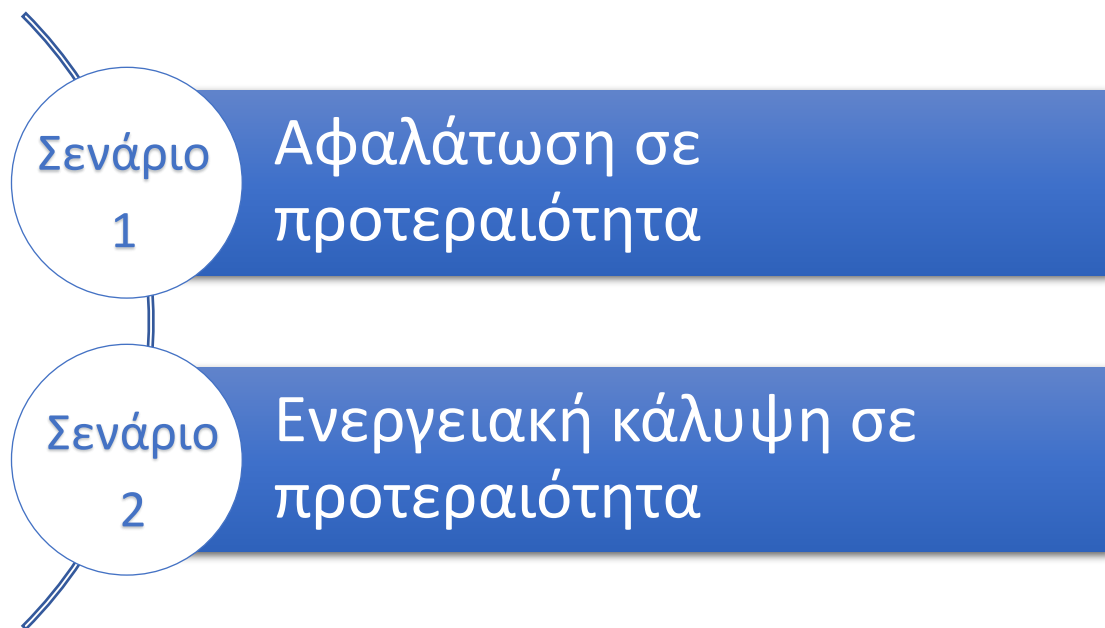 Σενάριο
1
Αφαλάτωση σε
προτεραιότητα
Σενάριο
2
Ενεργειακή κάλυψη σε
προτεραιότητα